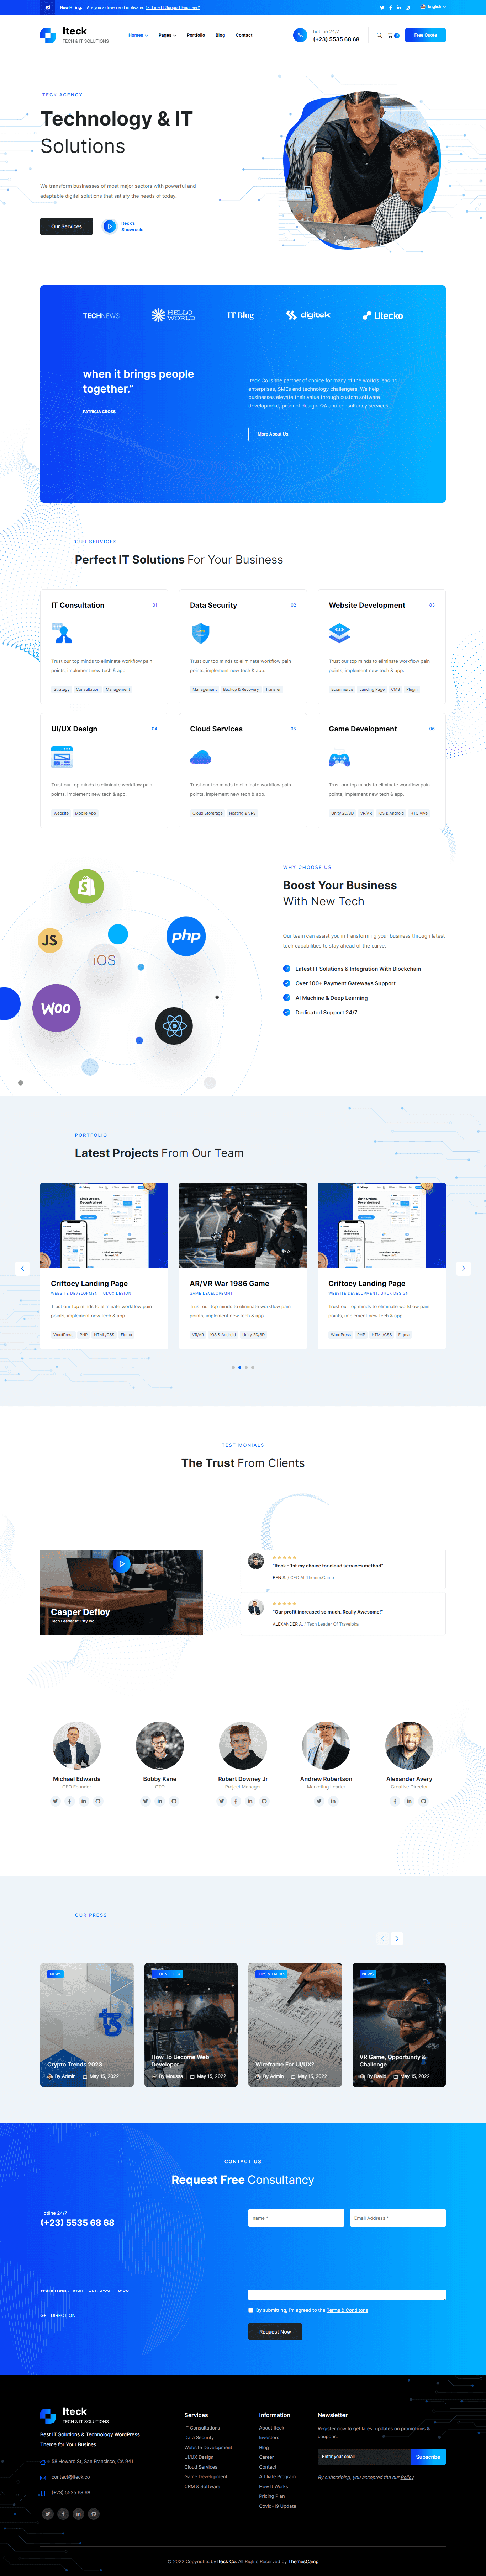 New Hiring: Are you a driven and motivated 1st Line IT Support Engineer?
English
Iteck
TECH & IT SOLUTIONS
Homes
Pages
Portfolio
Blog
Contact
Hotline 24/7
(+23) 5535 68 68
Free Quote
ITECK AGENCY
Technology & IT
Solutions
We transform businesses of most major sectors with powerful and
adaptable digital solutions that satisfy the needs of today.
Our Services
Iteck's
Showreels
TECHNEWS
HELLO
WORLD
IT Blog
digitek
Utecko
when it brings people
together."
PATRICIA CROSS
Iteck Co is the partner of choice for many of the world's leading
enterprises, SMEs and technology challengers. We help
businesses elevate their value through custom software
development, product design, QA and consultancy services.
More About Us
OUR SERVICES
Perfect IT Solutions For Your Business
IT Consultation
01
Trust our top minds to eliminate workflow pain
points, implement new tech & app.
Strategy
Consultation
Management
Data Security
02
Trust our top minds to eliminate workflow pain
points, implement new tech & app.
Management
Backup & Recovery
Transfer
Website Development
03
Trust our top minds to eliminate workflow pain
points, implement new tech & app.
Ecommerce
Landing Page
CMS
Plugin
UI/UX Design
04
Trust our top minds to eliminate workflow pain
points, implement new tech & app.
Website
Mobile App
Cloud Services
05
Trust our top minds to eliminate workflow pain
points, implement new tech & app.
Cloud Storeage
Hosting & VPS
Game Development
06
Trust our top minds to eliminate workflow pain
points, implement new tech & app.
Unity 2D/3D
VR/AR
IOS & Android
HTC Vive
JS
php
iOS
WOO
WHY CHOOSE US
Boost Your Business
With New Tech
Our team can assist you in transforming your business through latest
tech capabilities to stay ahead of the curve.
Latest IT Solutions & Integration With Blockchain
Over 100+ Payment Gateways Support
AI Machine & Deep Learning
Dedicated Support 24/7
PORTFOLIO
Latest Projects From Our Team
Criftocy Landing Page
WEBSITE DEVELOPMENT, UI/UX DESIGN
Trust our top minds to eliminate workflow pain
points, implement new tech & app.
WordPress
PHP
HTML/CSS
Figma
AR/VR War 1986 Game
GAME DEVELOPEMNT
Trust our top minds to eliminate workflow pain
points, implement new tech & app.
VR/AR
IOS & Android
Unity 2D/3D
Criftocy Landing Page
WEBSITE DEVELOPMENT, UI/UX DESIGN
Trust our top minds to eliminate workflow pain
points, implement new tech & app.
WordPress
PHP
HTML/CSS
Figma
TESTIMONIALS
The Trust From Clients
Casper Defloy
Tech Leader at Esty Inc
"Iteck - 1st my choice for cloud services method"
BEN S. / CEO At ThemesCamp
"Our profit increased so much. Really Awesome!"
ALEXANDER A. / Tech Leader Of Traveloka
Michael Edwards
CEO Founder
Bobby Kane
CTO
Robert Downey Jr
Project Manager
Andrew Robertson
Marketing Leader
Alexander Avery
Creative Director
OUR PRESS
NEWS
Crypto Trends 2023
By Admin
May 15, 2022
TECHNOLOGY
How To Become Web
Developer
By Moussa
May 15, 2022
TIPS & TRICKS
Wireframe For UI/UX?
By Admin
May 15, 2022
NEWS
VR Game, Opportunity &
Challenge
By David
May 15, 2022
CONTACT US
Request Free Consultancy
Hotline 24/7
(+23) 5535 68 68
GET DIRECTION
name *
Email Address *
By submitting, i'm agreed to the Terms & Conditions
Request Now
Iteck
TECH & IT SOLUTIONS
Best IT Solutions & Technology WordPress
Theme for Your Busines
58 Howard St, San Francisco, CA 941
contact@iteck.co
(+23) 5535 68 68
Services
IT Consultations
Data Security
Website Development
UI/UX Design
Cloud Services
Game Development
CRM & Software
Information
About Iteck
Investors
Blog
Career
Contact
Affiliate Program
How It Works
Pricing Plan
Covid-19 Update
Newsletter
Register now to get latest updates on promotions &
coupons.
Enter your email
Subscribe
By subscribing, you accepted the our Policy
© 2022 Copyrights by Iteck Co. All Rights Reserved by ThemesCamp